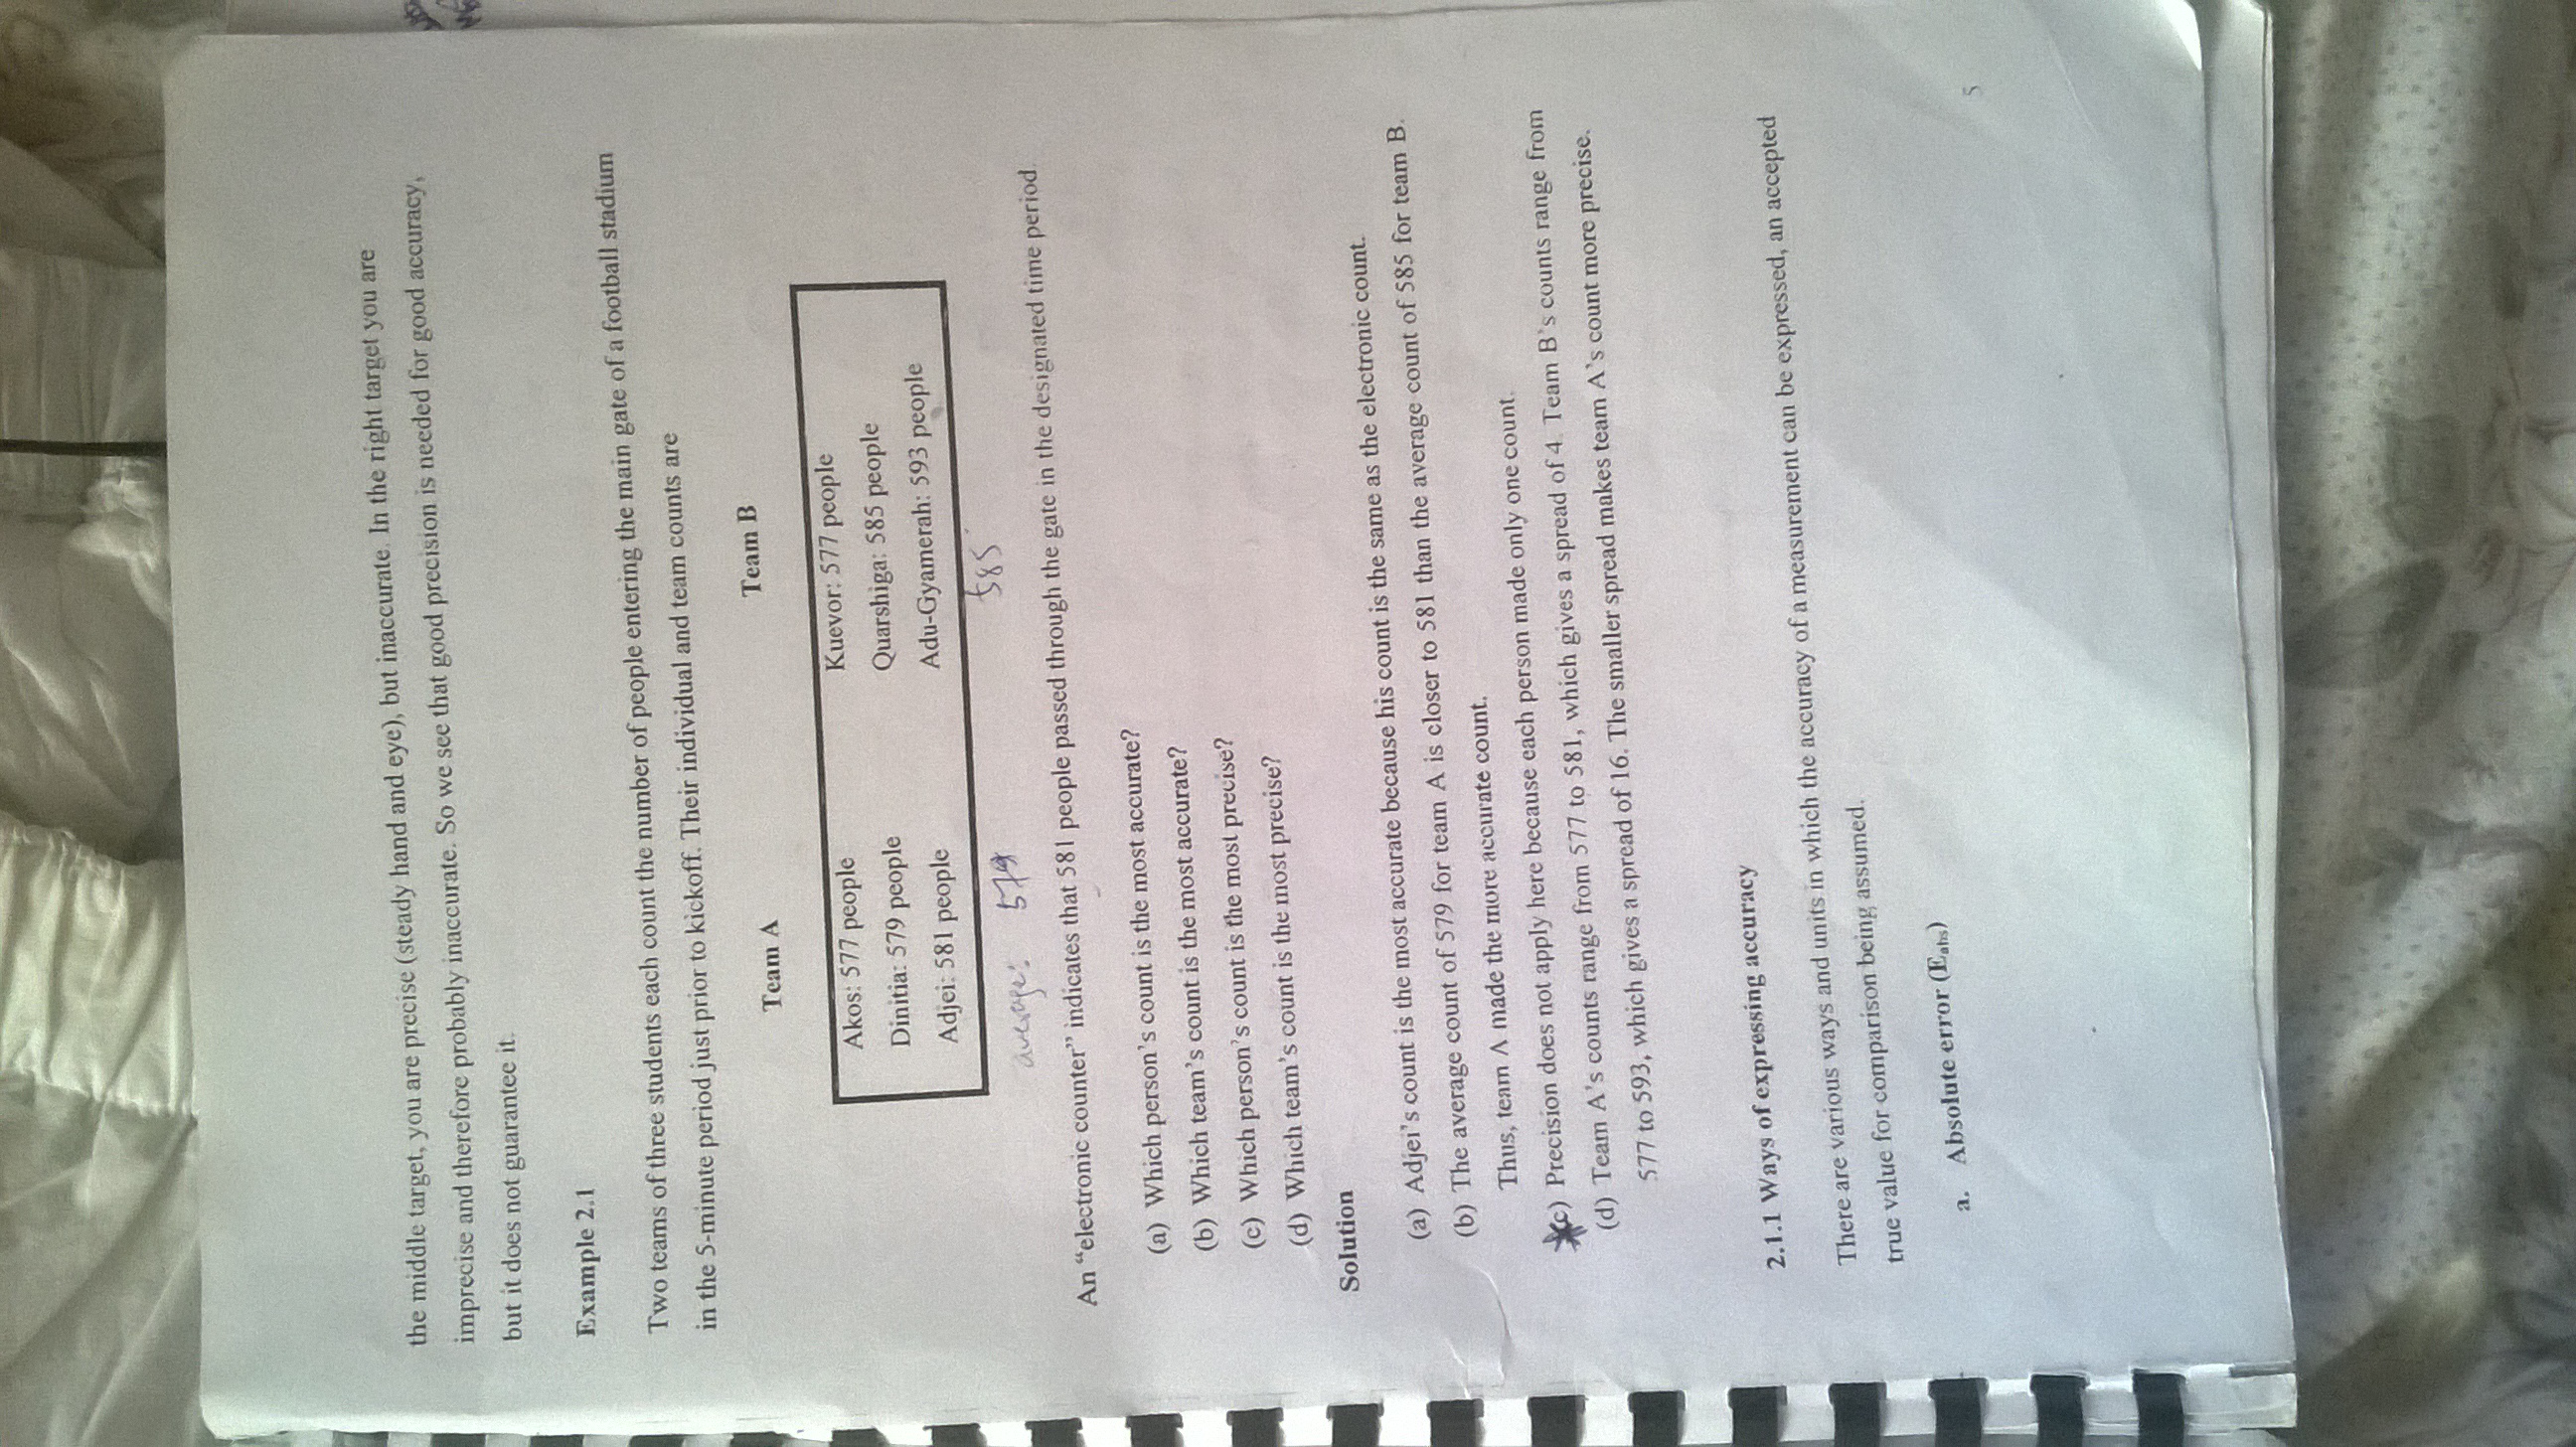 the middle target, you are precise (steady hand and eye), but inaccurate. In the right target you are
imprecise and therefore probably inaccurate. So we see that good precision is needed for good accuracy,
but it does not guarantee it.
Example 2.1
Two teams of three students each count the number of people entering the main gate of a football stadium
in the 5-minute period just prior to kickoff. Their individual and team counts are
Team A Team B
Akos: 577 people Kuevor: 577 people
Dinitia: 579 people Quarshiga: 585 people
Adjei: 581 people Adu-Gyamerah: 593 people
average: 579 585
An “electronic counter” indicates that 581 people passed through the gate in the designated time period.
(a) Which person’s count is the most accurate?
(b) Which team’s count is the most accurate?
(c) Which person’s count is the most precise?
(d) Which team’s count is the most precise?
Solution
(a) Adjei’s count is the most accurate because his count is the same as the electronic count.
(b) The average count of 579 for team A is closer to 581 than the average count of 585 for team B.
Thus, team A made the more accurate count.
(c) Precision does not apply here because each person made only one count.
(d) Team A’s counts range from 577 to 581, which gives a spread of 4. Team B’s counts range from
577 to 593, which gives a spread of 16. The smaller spread makes team A’s count more precise.
2.1.1 Ways of expressing accuracy
There are various ways and units in which the accuracy of a measurement can be expressed, an accepted
true value for comparison being assumed.
a. Absolute error (Eabs)
5